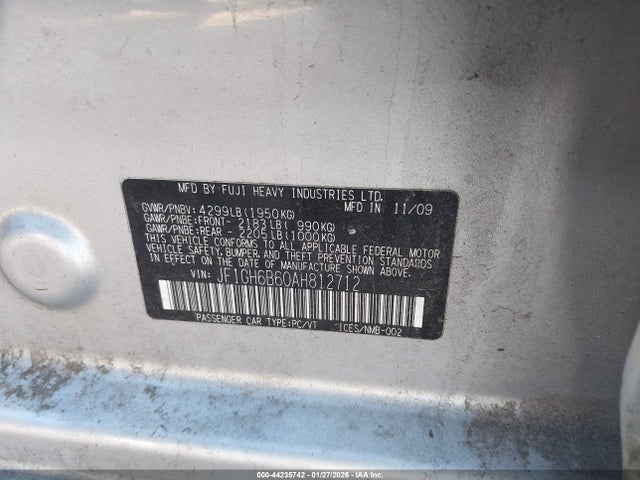 MFD BY FUJI HEAVY INDUSTRIES LTD.
GVWR/PNBV: 4299LB(1950KG) MFD IN 11/09
GAWR/PNBE:FRONT- 2183LB( 990KG)
GAWR/PNBE:REAR - 2205LB(1000KG)
THIS VEHICLE CONFORMS TO ALL APPLICABLE FEDERAL MOTOR
VEHICLE SAFETY, BUMPER, AND THEFT PREVENTION STANDARDS
IN EFFECT ON THE DATE OF MANUFACTURE SHOWN ABOVE.
VIN: JF1GH6B60AH812712
PASSENGER CAR TYPE:PC/VT ICES/NMB-002
000-44235742 | 01/27/2026 - IAA Inc.